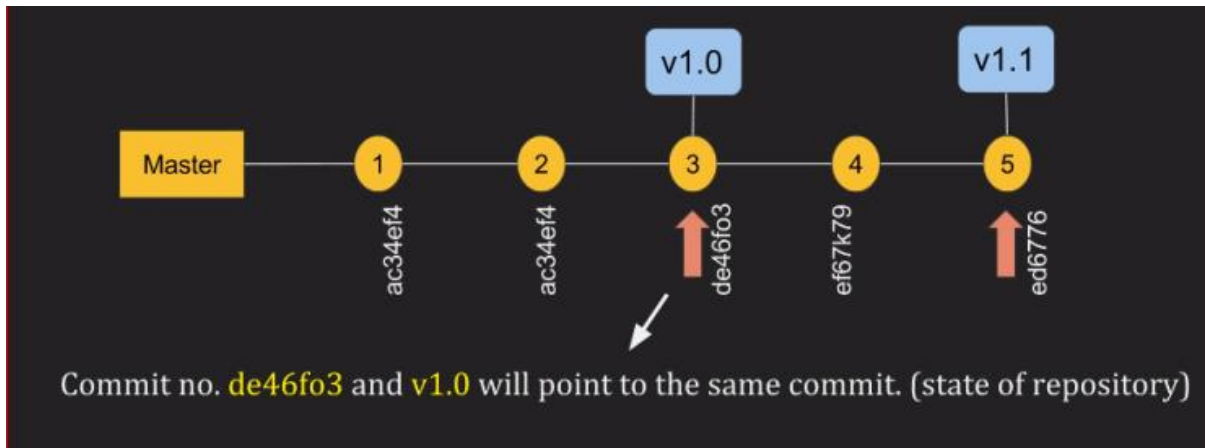 v1.0
v1.1
Master
1
2
3
4
5
ac34ef4
ac34ef4
de46fo3
ef67k79
ed6776
Commit no. de46fo3 and v1.0 will point to the same commit. (state of repository)